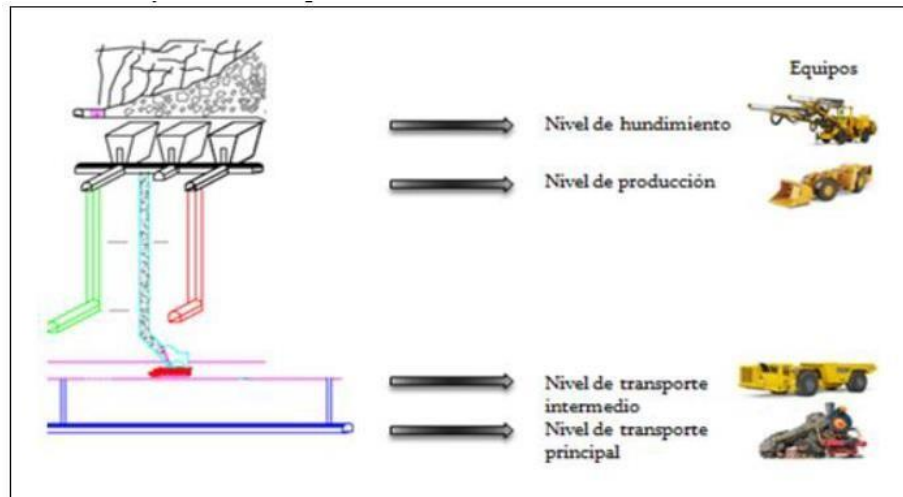 Equipos
Nivel de hundimiento
Nivel de producción
Nivel de transporte
intermedio
Nivel de transporte
principal